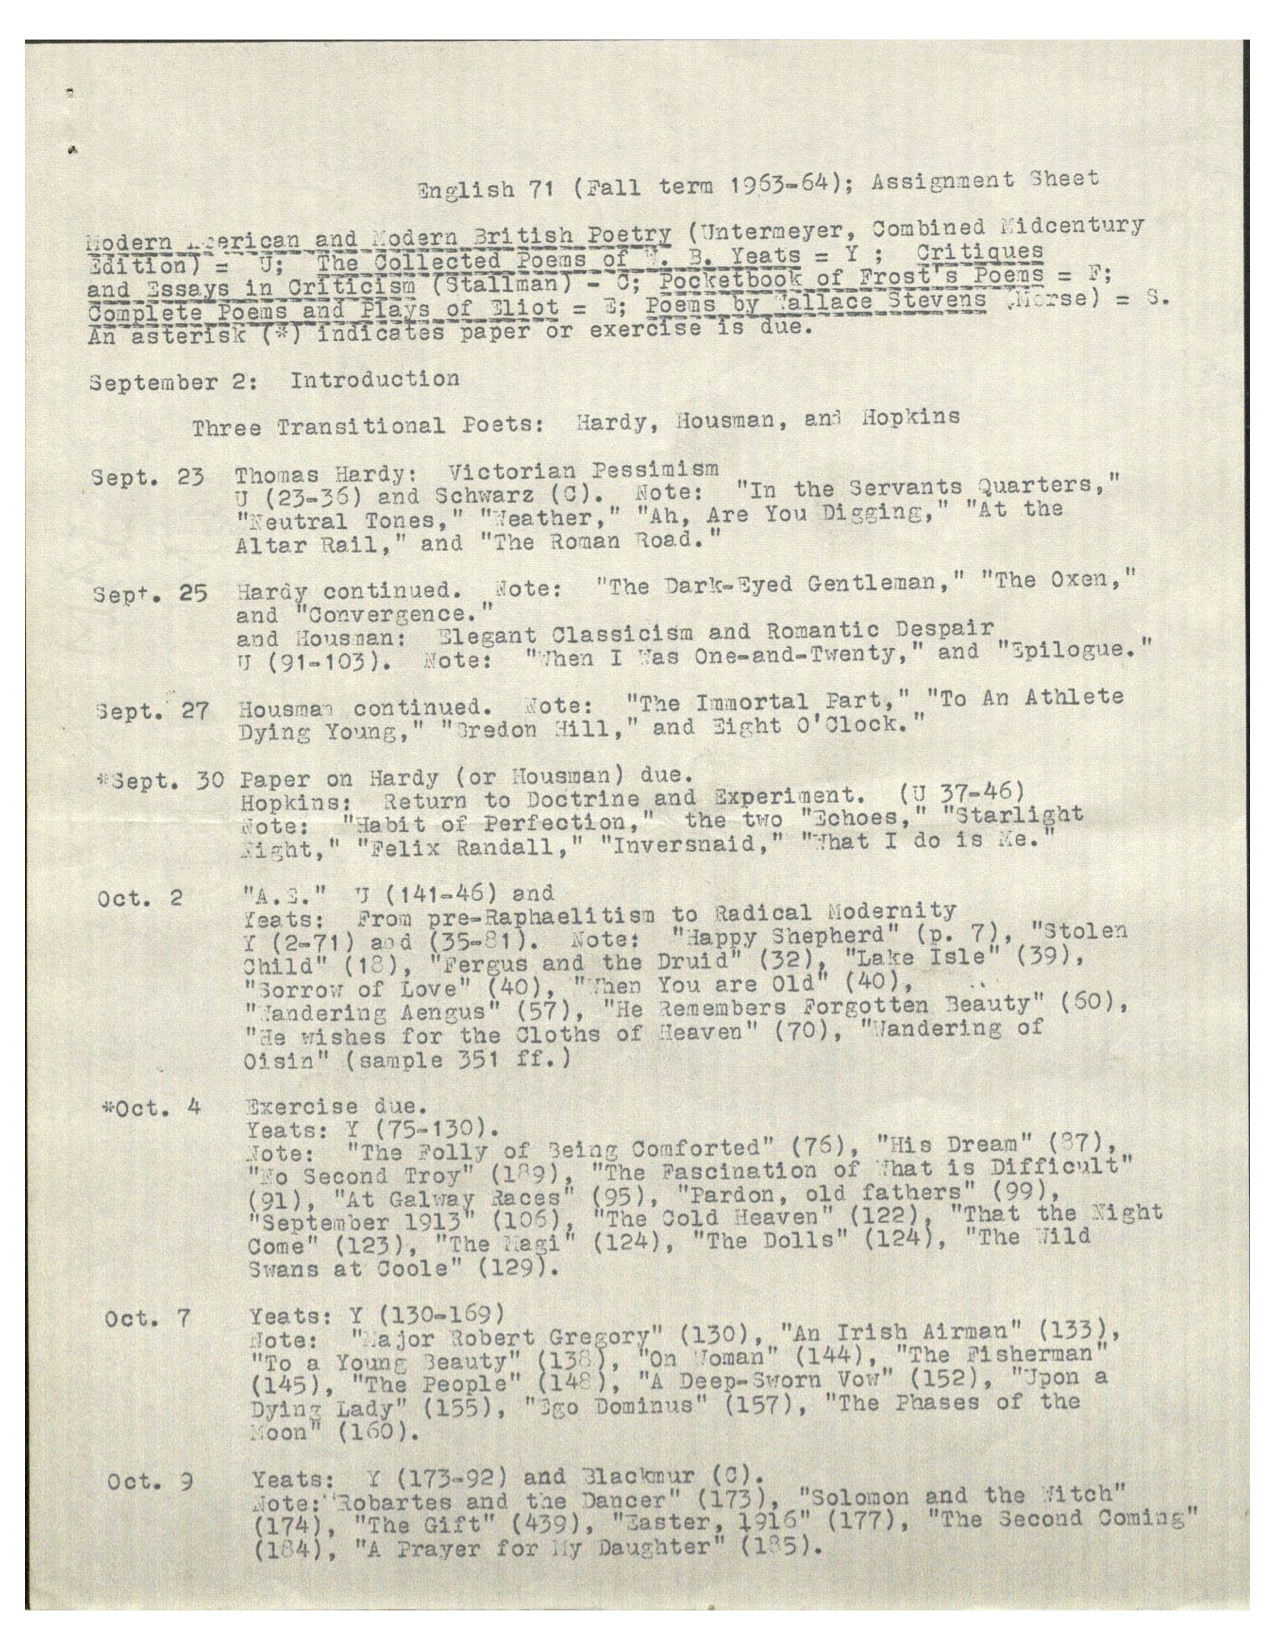 English 71 (Fall term 1963-64); Assignment Sheet
Modern American and Modern British Poetry (Untermeyer, Combined Midcentury
Edition) = U; The Collected Poems of W. B. Yeats = Y ; Critiques
and Essays in Criticism (Stallman) - C; Pocketbook of Frost's Poems = F;
Complete Poems and Plays of Eliot = E; Poems by Wallace Stevens (Morse) = S.
An asterisk (*) indicates paper or exercise is due.
September 2: Introduction
Three Transitional Poets: Hardy, Housman, and Hopkins
Sept. 23 Thomas Hardy: Victorian Pessimism
U (23-36) and Schwarz (C). Note: "In the Servants Quarters,"
"Neutral Tones," "Weather," "Ah, Are You Digging," "At the
Altar Rail," and "The Roman Road."
Sept. 25 Hardy continued. Note: "The Dark-Eyed Gentleman," "The Oxen,"
and "Convergence."
and Housman: Elegant Classicism and Romantic Despair
U (91-103). Note: "When I Was One-and-Twenty," and "Epilogue."
Sept. 27 Housman continued. Note: "The Immortal Part," "To An Athlete
Dying Young," "Bredon Hill," and Eight O'Clock."
*Sept. 30 Paper on Hardy (or Housman) due.
Hopkins: Return to Doctrine and Experiment. (U 37-46)
Note: "Habit of Perfection," the two "Echoes," "Starlight
Night," "Felix Randall," "Inversnaid," "What I do is Me."
Oct. 2 "A.E." U (141-46) and
Yeats: From pre-Raphaelitism to Radical Modernity
Y (2-71) and (35-81). Note: "Happy Shepherd" (p. 7), "Stolen
Child" (18), "Fergus and the Druid" (32), "Lake Isle" (39),
"Sorrow of Love" (40), "When You are Old" (40),
"Wandering Aengus" (57), "He Remembers Forgotten Beauty" (60),
"He wishes for the Cloths of Heaven" (70), "Wandering of
Oisin" (sample 351 ff.)
*Oct. 4 Exercise due.
Yeats: Y (75-130).
Note: "The Folly of Being Comforted" (76), "His Dream" (87),
"No Second Troy" (189), "The Fascination of What is Difficult"
(91), "At Galway Races" (95), "Pardon, old fathers" (99),
"September 1913" (106), "The Cold Heaven" (122), "That the Night
Come" (123), "The Magi" (124), "The Dolls" (124), "The Wild
Swans at Coole" (129).
Oct. 7 Yeats: Y (130-169)
Note: "Major Robert Gregory" (130), "An Irish Airman" (133),
"To a Young Beauty" (138), "On Woman" (144), "The Fisherman"
(145), "The People" (148), "A Deep-Sworn Vow" (152), "Upon a
Dying Lady" (155), "Ego Dominus" (157), "The Phases of the
Moon" (160).
Oct. 9 Yeats: Y (173-92) and Blackmur (C).
Note: "Robartes and the Dancer" (173), "Solomon and the Witch"
(174), "The Gift" (439), "Easter, 1916" (177), "The Second Coming"
(184), "A Prayer for My Daughter" (185).